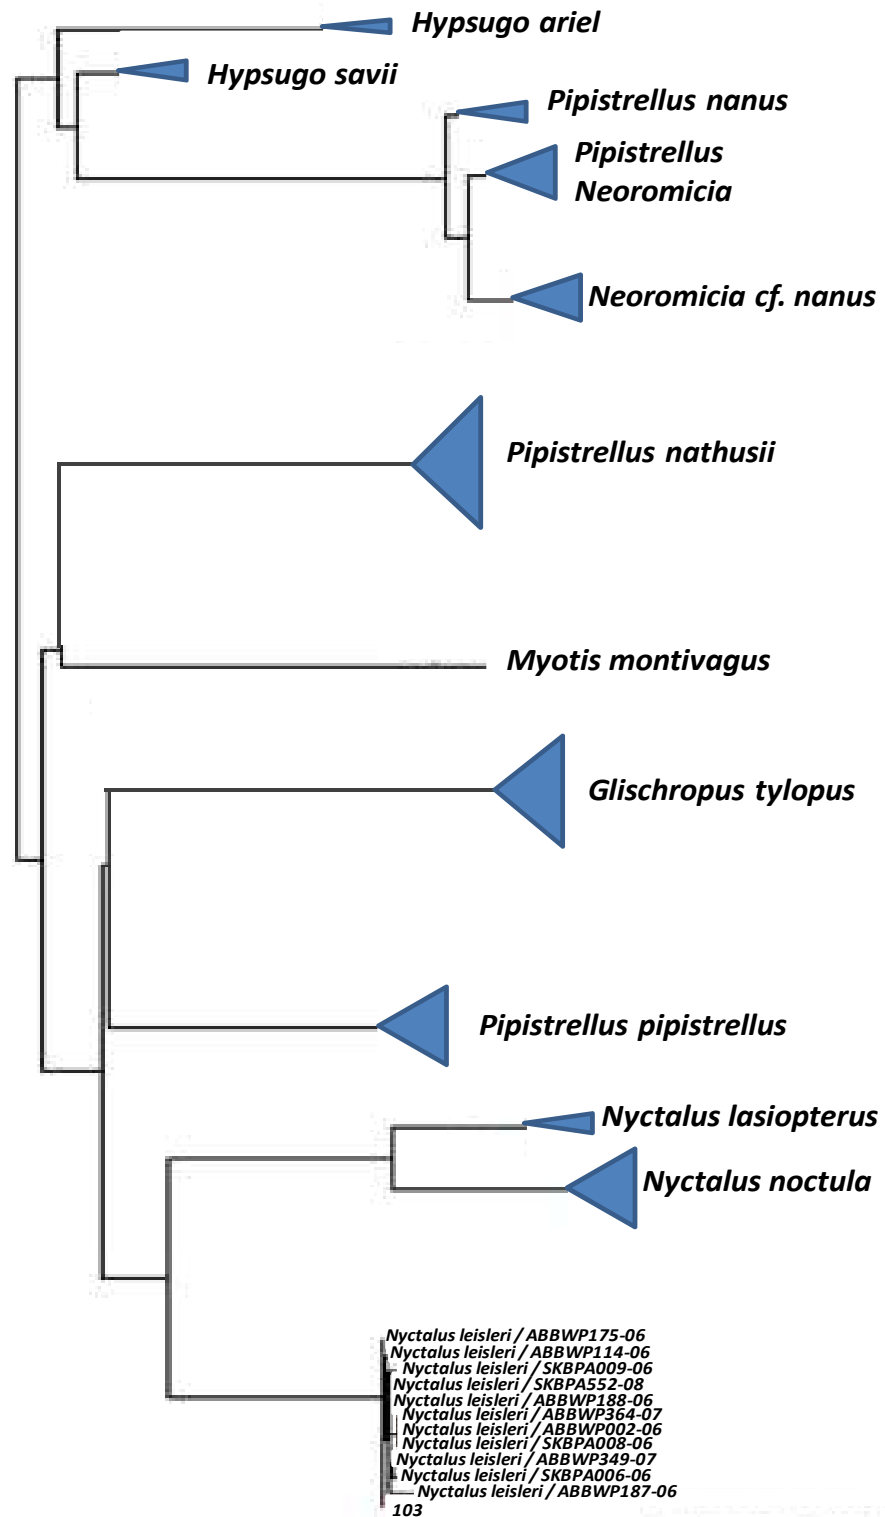 Hypsugo ariel
Hypsugo savii
Pipistrellus nanus
Pipistrellus
Neoromicia
Neoromicia cf. nanus
Pipistrellus nathusii
Myotis montivagus
Glischropus tylopus
Pipistrellus pipistrellus
Nyctalus lasiopterus
Nyctalus noctula
Nyctalus leisleri / ABBWP175-06
Nyctalus leisleri / ABBWP114-06
Nyctalus leisleri / SKBPA009-06
Nyctalus leisleri / SKBPA552-08
Nyctalus leisleri / ABBWP188-06
Nyctalus leisleri / ABBWP364-07
Nyctalus leisleri / ABBWP002-06
Nyctalus leisleri / SKBPA008-06
Nyctalus leisleri / ABBWP349-07
Nyctalus leisleri / SKBPA006-06
Nyctalus leisleri / ABBWP187-06
103